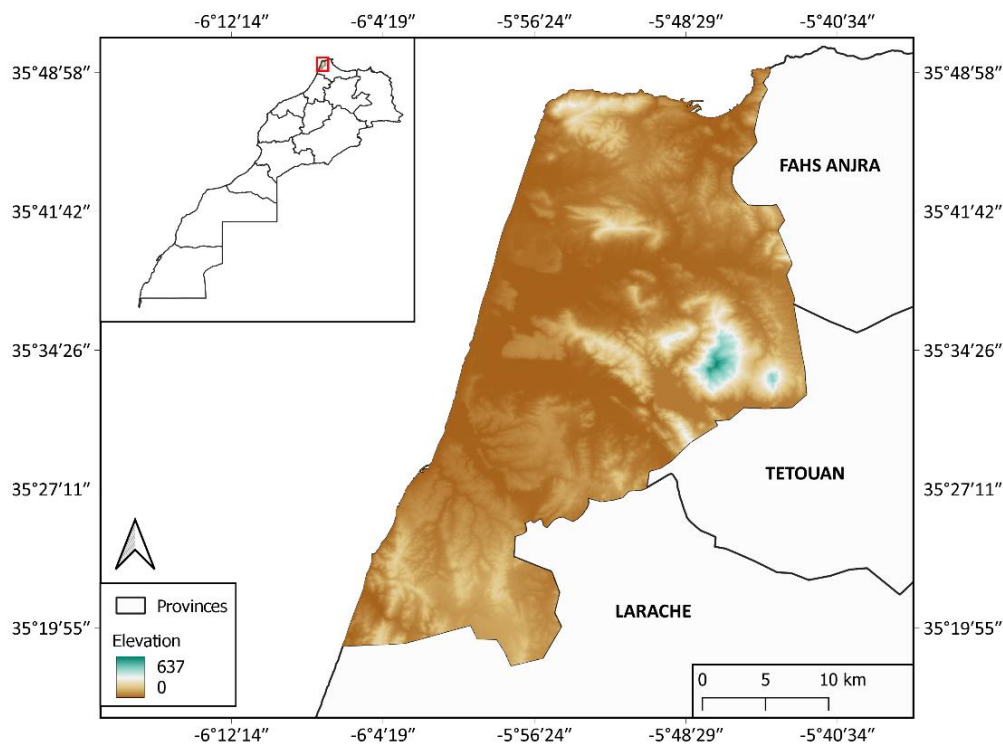 -6°12′14″ -6°4′19″ -5°56′24″ -5°48′29″ -5°40′34″
35°48′58″ 35°48′58″
FAHS ANJRA
35°41′42″ 35°41′42″
35°34′26″ 35°34′26″
TETOUAN
35°27′11″ 35°27′11″
Provinces
LARACHE
35°19′55″ 35°19′55″
Elevation
637
0
0 5 10 km
-6°12′14″ -6°4′19″ -5°56′24″ -5°48′29″ -5°40′34″